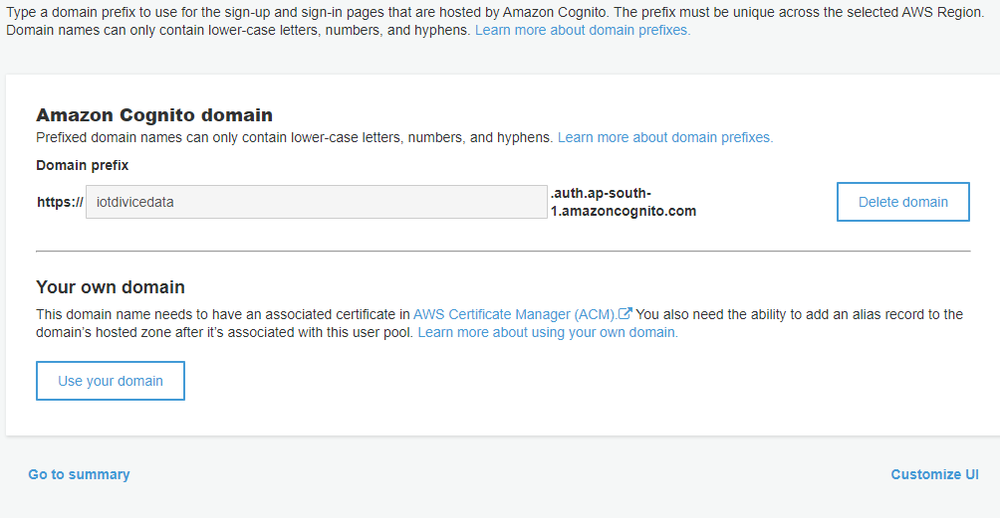 Type a domain prefix to use for the sign-up and sign-in pages that are hosted by Amazon Cognito. The prefix must be unique across the selected AWS Region.
Domain names can only contain lower-case letters, numbers, and hyphens. Learn more about domain prefixes.
Amazon Cognito domain
Prefixed domain names can only contain lower-case letters, numbers, and hyphens. Learn more about domain prefixes.
Domain prefix
https:// iotdivicedata .auth.ap-south-
1.amazoncognito.com
Delete domain
Your own domain
This domain name needs to have an associated certificate in AWS Certificate Manager (ACM). You also need the ability to add an alias record to the
domain's hosted zone after it's associated with this user pool. Learn more about using your own domain.
Use your domain
Go to summary
Customize UI